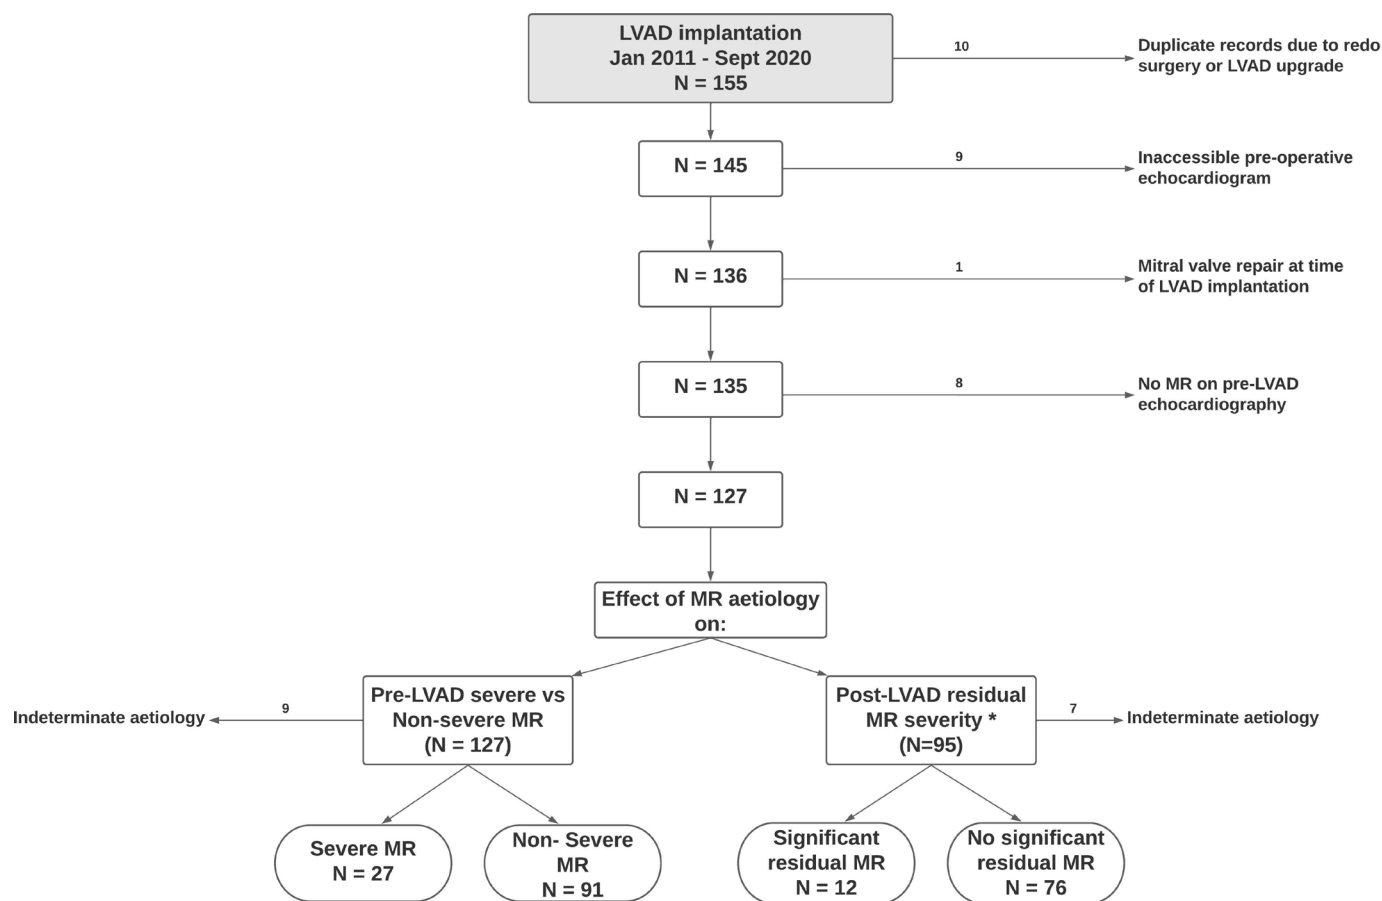 LVAD implantation
Jan 2011 - Sept 2020
N = 155
10
Duplicate records due to redo
surgery or LVAD upgrade
N = 145
9
Inaccessible pre-operative
echocardiogram
N = 136
1
Mitral valve repair at time
of LVAD implantation
N = 135
8
No MR on pre-LVAD
echocardiography
N = 127
Effect of MR aetiology
on:
Indeterminate aetiology
9
Pre-LVAD severe vs
Non-severe MR
(N = 127)
Post-LVAD residual
MR severity *
(N=95)
7
Indeterminate aetiology
Severe MR
N = 27
Non- Severe
MR
N = 91
Significant
residual MR
N = 12
No significant
residual MR
N = 76